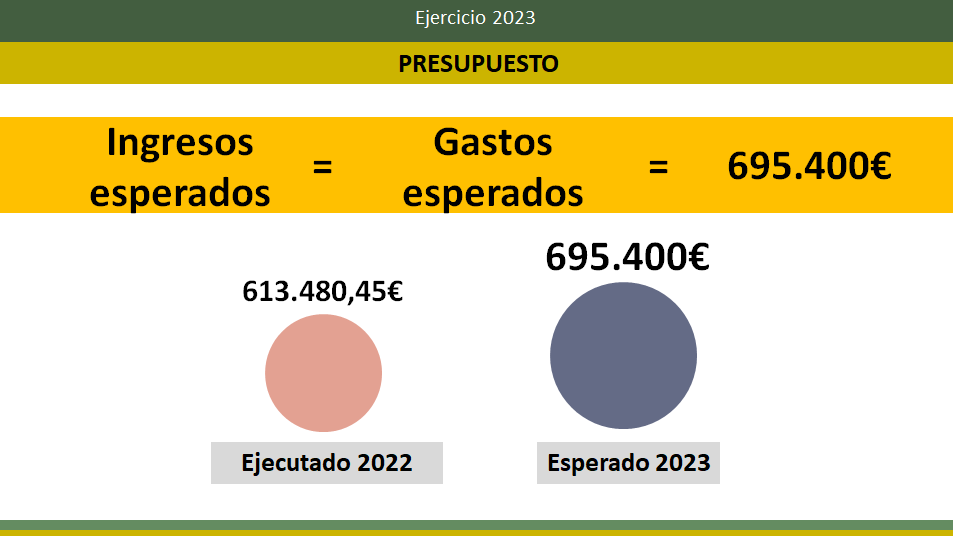 Ejercicio 2023
PRESUPUESTO
Ingresos
esperados
=
Gastos
esperados
=
695.400€
613.480,45€
695.400€
Ejecutado 2022
Esperado 2023